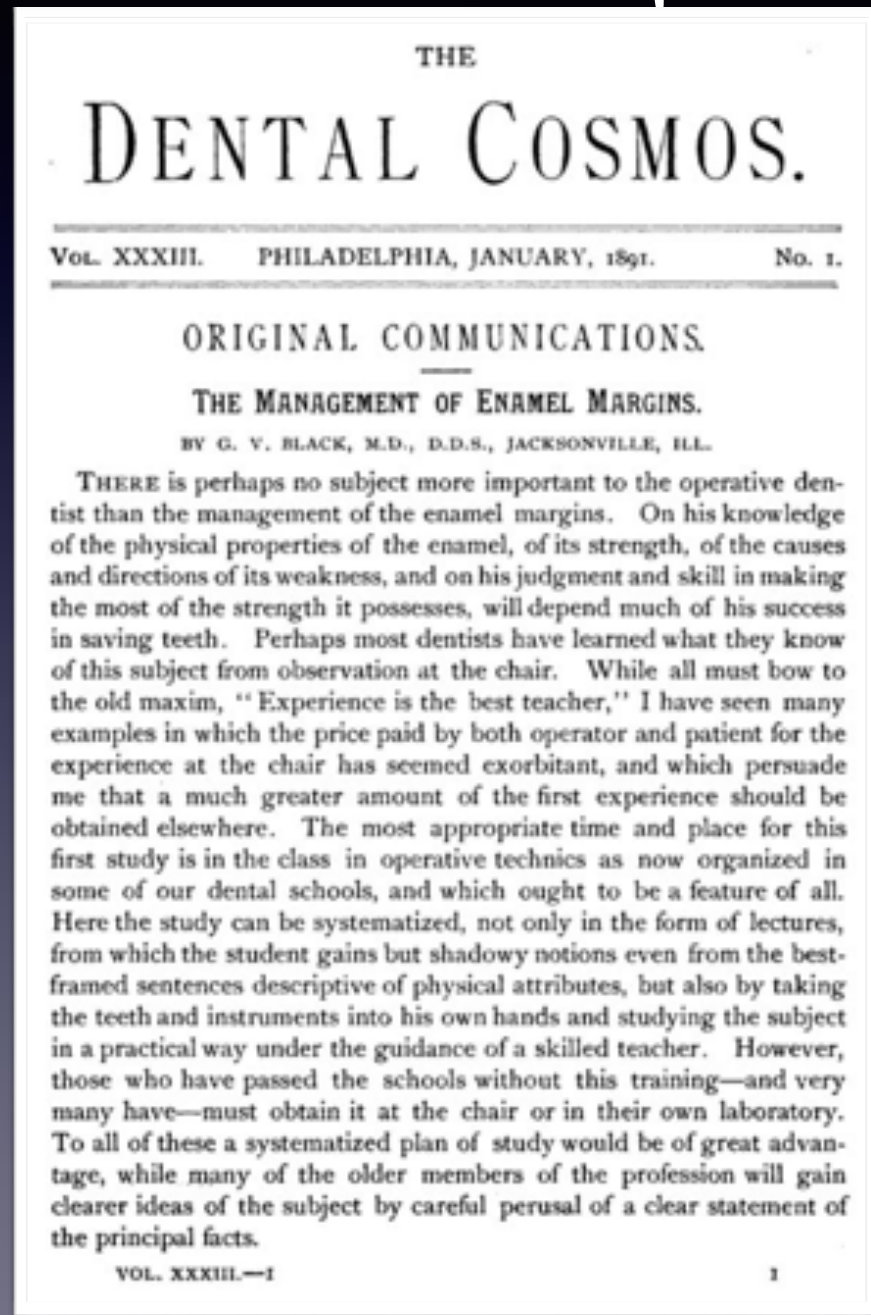 THE
DENTAL COSMOS.
VOL. XXXIII. PHILADELPHIA, JANUARY, 1891. No. 1.
ORIGINAL COMMUNICATIONS.
THE MANAGEMENT OF ENAMEL MARGINS.
BY G. V. BLACK, M.D., D.D.S., JACKSONVILLE, ILL.
THERE is perhaps no subject more important to the operative den-
tist than the management of the enamel margins. On his knowledge
of the physical properties of the enamel, of its strength, of the causes
and directions of its weakness, and on his judgment and skill in making
the most of the strength it possesses, will depend much of his success
in saving teeth. Perhaps most dentists have learned what they know
of this subject from observation at the chair. While all must bow to
the old maxim, "Experience is the best teacher," I have seen many
examples in which the price paid by both operator and patient for the
experience at the chair has seemed exorbitant, and which persuade
me that a much greater amount of the first experience should be
obtained elsewhere. The most appropriate time and place for this
first study is in the class in operative technics as now organized in
some of our dental schools, and which ought to be a feature of all.
Here the study can be systematized, not only in the form of lectures,
from which the student gains but shadowy notions even from the best-
framed sentences descriptive of physical attributes, but also by taking
the teeth and instruments into his own hands and studying the subject
in a practical way under the guidance of a skilled teacher. However,
those who have passed the schools without this training—and very
many have—must obtain it at the chair or in their own laboratory.
To all of these a systematized plan of study would be of great advan-
tage, while many of the older members of the profession will gain
clearer ideas of the subject by careful perusal of a clear statement of
the principal facts.
VOL. XXXIII.—1 1